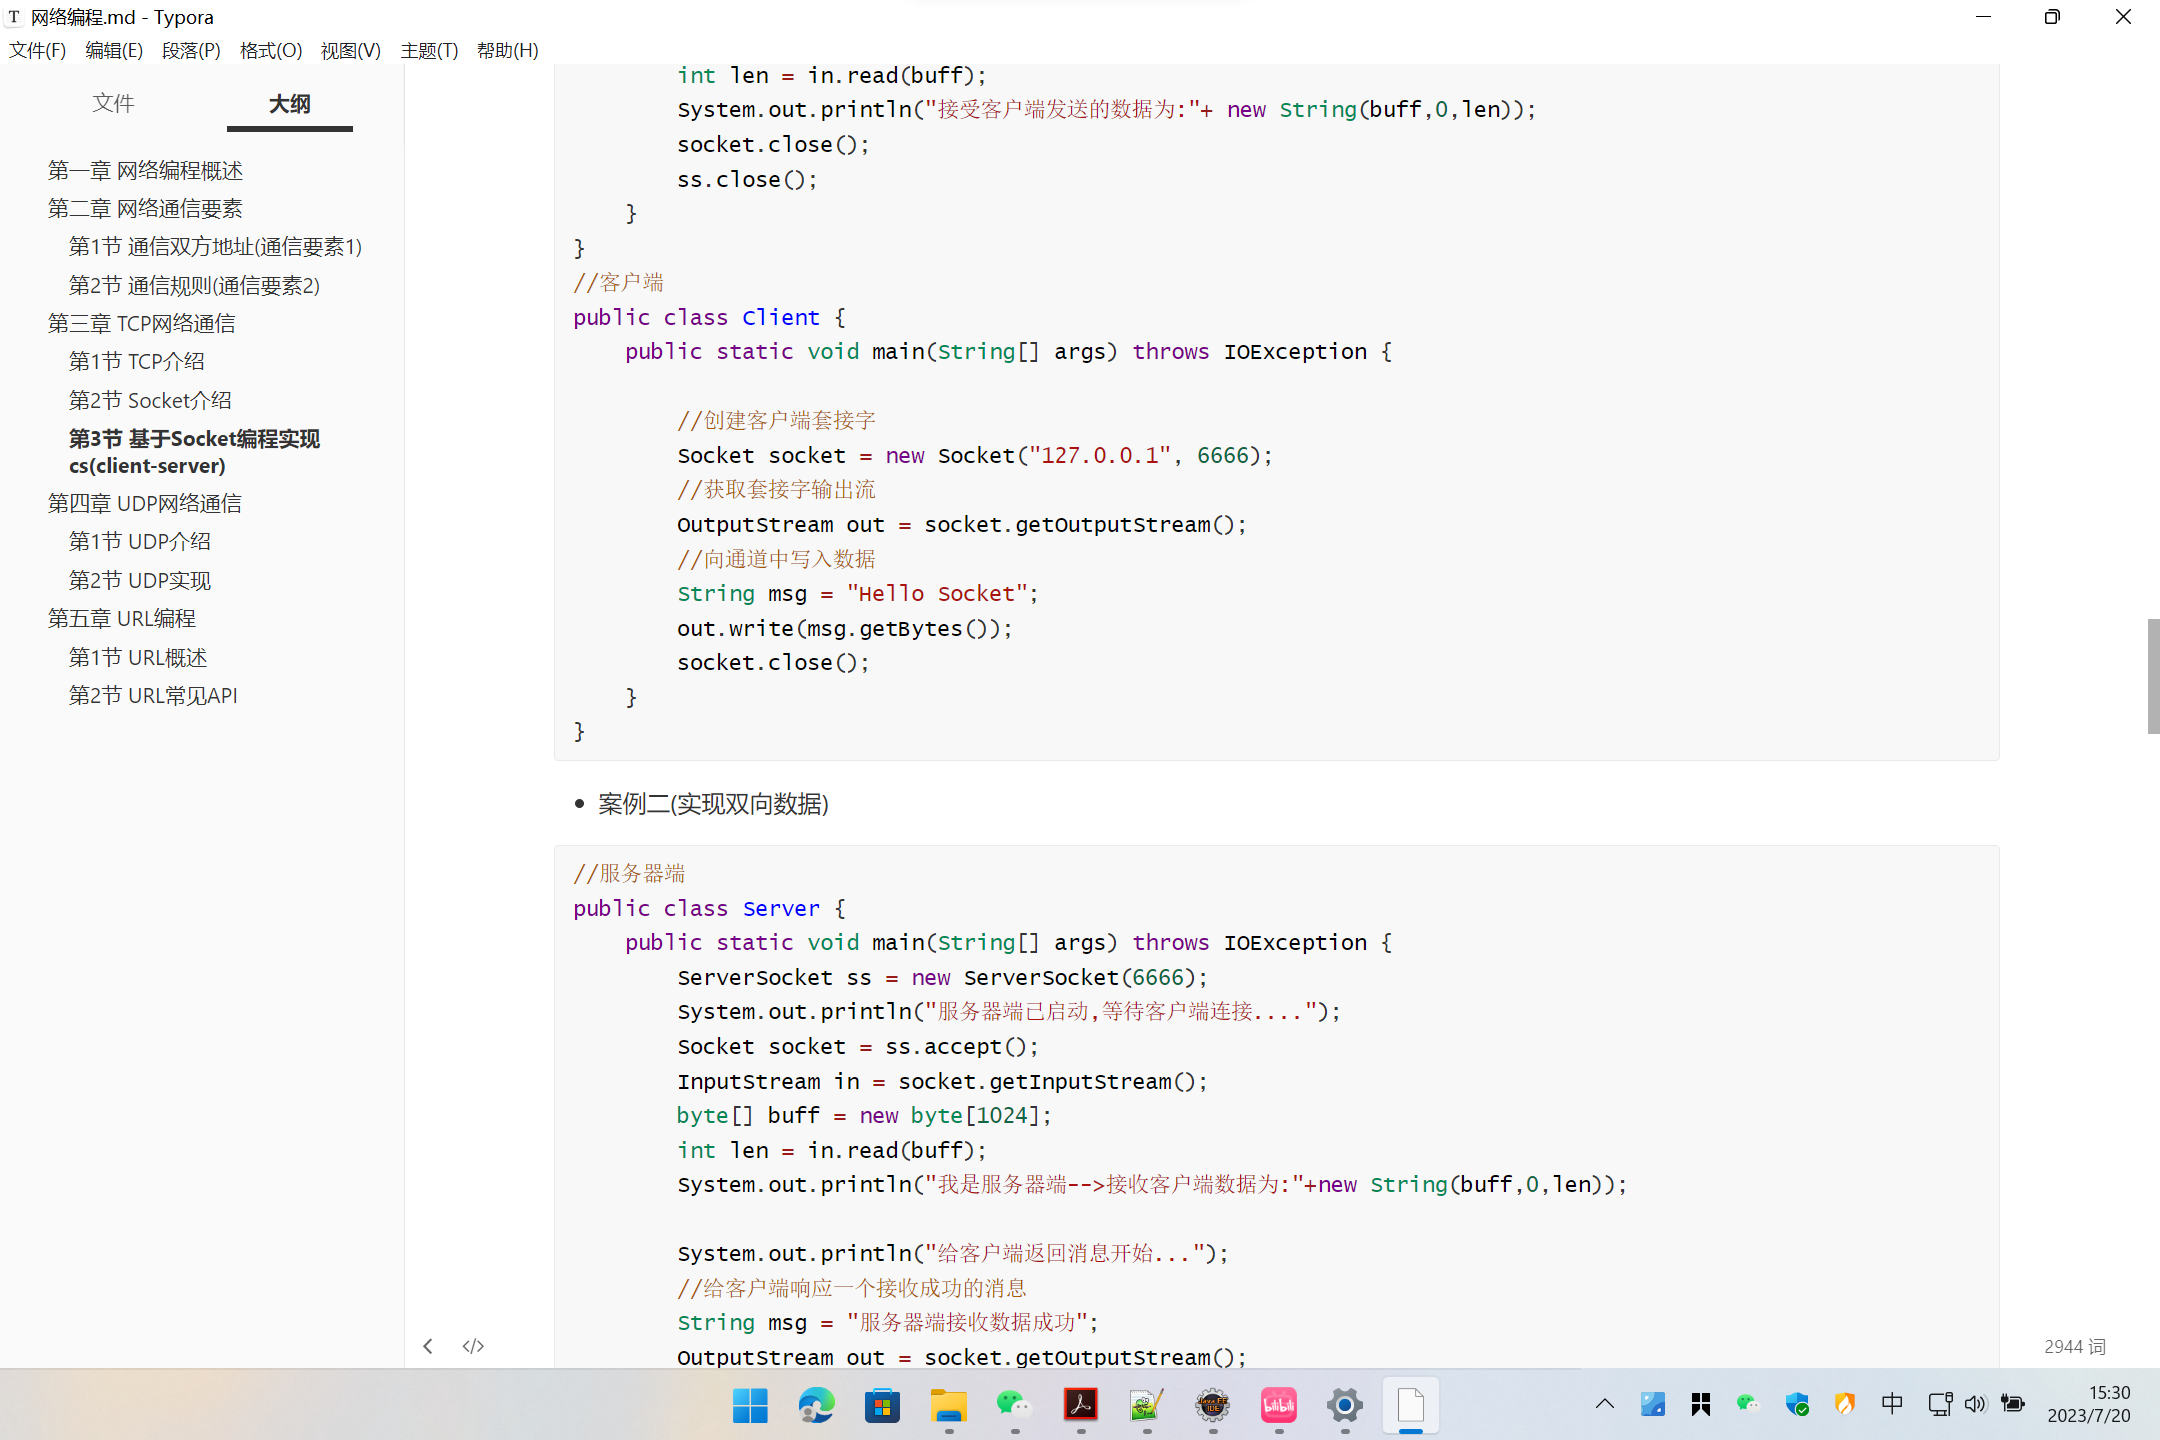 T 网络编程.md - Typora
文件(F) 编辑(E) 段落(P) 格式(O) 视图(V) 主题(T) 帮助(H)
文件 大纲
第一章 网络编程概述
第二章 网络通信要素
第1节 通信双方地址(通信要素1)
第2节 通信规则(通信要素2)
第三章 TCP网络通信
第1节 TCP介绍
第2节 Socket介绍
第3节 基于Socket编程实现
cs(client-server)
第四章 UDP网络通信
第1节 UDP介绍
第2节 UDP实现
第五章 URL编程
第1节 URL概述
第2节 URL常见API
int len = in.read(buff);
System.out.println("接受客户端发送的数据为:"+ new String(buff,0,len));
socket.close();
ss.close();
}
}
//客户端
public class Client {
public static void main(String[] args) throws IOException {
//创建客户端套接字
Socket socket = new Socket("127.0.0.1", 6666);
//获取套接字输出流
OutputStream out = socket.getOutputStream();
//向通道中写入数据
String msg = "Hello Socket";
out.write(msg.getBytes());
socket.close();
}
}
案例二(实现双向数据)
//服务器端
public class Server {
public static void main(String[] args) throws IOException {
ServerSocket ss = new ServerSocket(6666);
System.out.println("服务器端已启动,等待客户端连接....");
Socket socket = ss.accept();
InputStream in = socket.getInputStream();
byte[] buff = new byte[1024];
int len = in.read(buff);
System.out.println("我是服务器端-->接收客户端数据为:"+new String(buff,0,len));
System.out.println("给客户端返回消息开始...");
//给客户端响应一个接收成功的消息
String msg = "服务器端接收数据成功";
OutputStream out = socket.getOutputStream();
</>
2944 词
Java EE
IDE
bilibili
中
15:30
2023/7/20